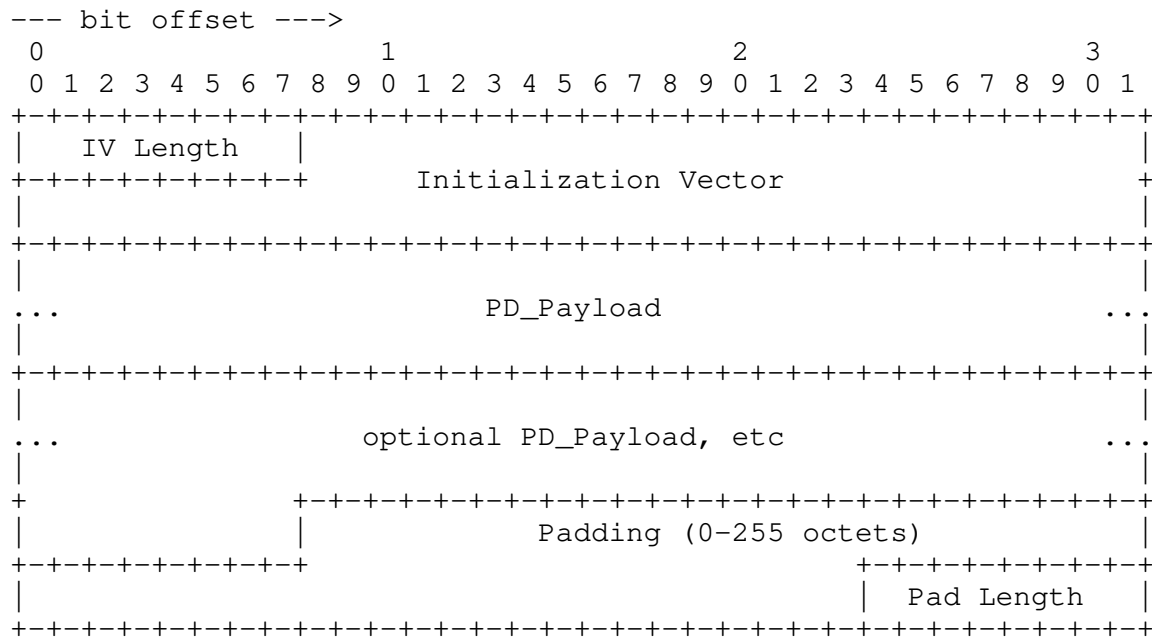 --- bit offset --->
 0                   1                   2                   3
 0 1 2 3 4 5 6 7 8 9 0 1 2 3 4 5 6 7 8 9 0 1 2 3 4 5 6 7 8 9 0 1
+-+-+-+-+-+-+-+-+-+-+-+-+-+-+-+-+-+-+-+-+-+-+-+-+-+-+-+-+-+-+-+-+
|   IV Length   |                                               |
+-+-+-+-+-+-+-+-+      Initialization Vector                    +
|                                                               |
+-+-+-+-+-+-+-+-+-+-+-+-+-+-+-+-+-+-+-+-+-+-+-+-+-+-+-+-+-+-+-+-+
|                                                               |
...                        PD_Payload                         ...
|                                                               |
+-+-+-+-+-+-+-+-+-+-+-+-+-+-+-+-+-+-+-+-+-+-+-+-+-+-+-+-+-+-+-+-+
|                                                               |
...                 optional PD_Payload, etc                  ...
|                                                               |
+               +-+-+-+-+-+-+-+-+-+-+-+-+-+-+-+-+-+-+-+-+-+-+-+-+
|               |             Padding (0-255 octets)            |
+-+-+-+-+-+-+-+-+                               +-+-+-+-+-+-+-+-+
|                                               |  Pad Length   |
+-+-+-+-+-+-+-+-+-+-+-+-+-+-+-+-+-+-+-+-+-+-+-+-+-+-+-+-+-+-+-+-+